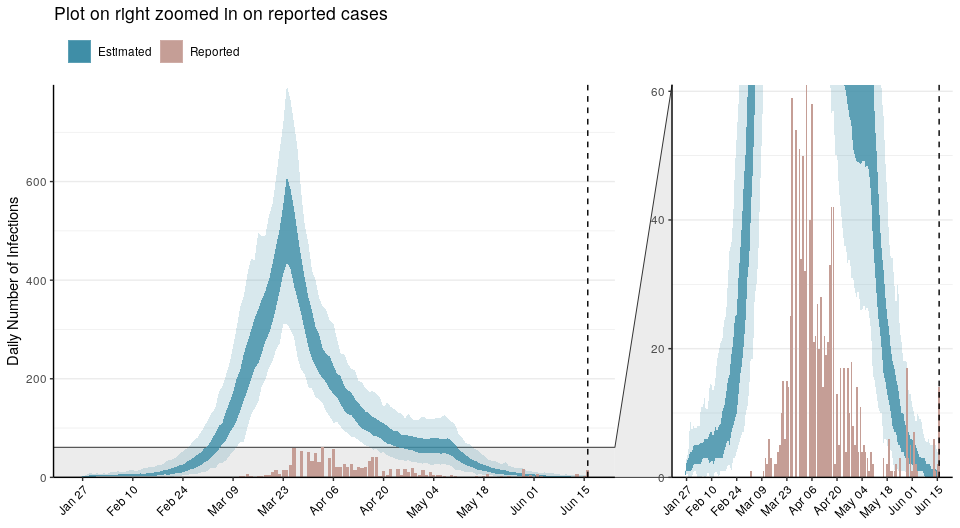 Plot on right zoomed in on reported cases
Estimated Reported
Daily Number of Infections
600
400
200
0
Jan 27 Feb 10 Feb 24 Mar 09 Mar 23 Apr 06 Apr 20 May 04 May 18 Jun 01 Jun 15
60
40
20
0
Jan 27 Feb 10 Feb 24 Mar 09 Mar 23 Apr 06 Apr 20 May 04 May 18 Jun 01 Jun 15